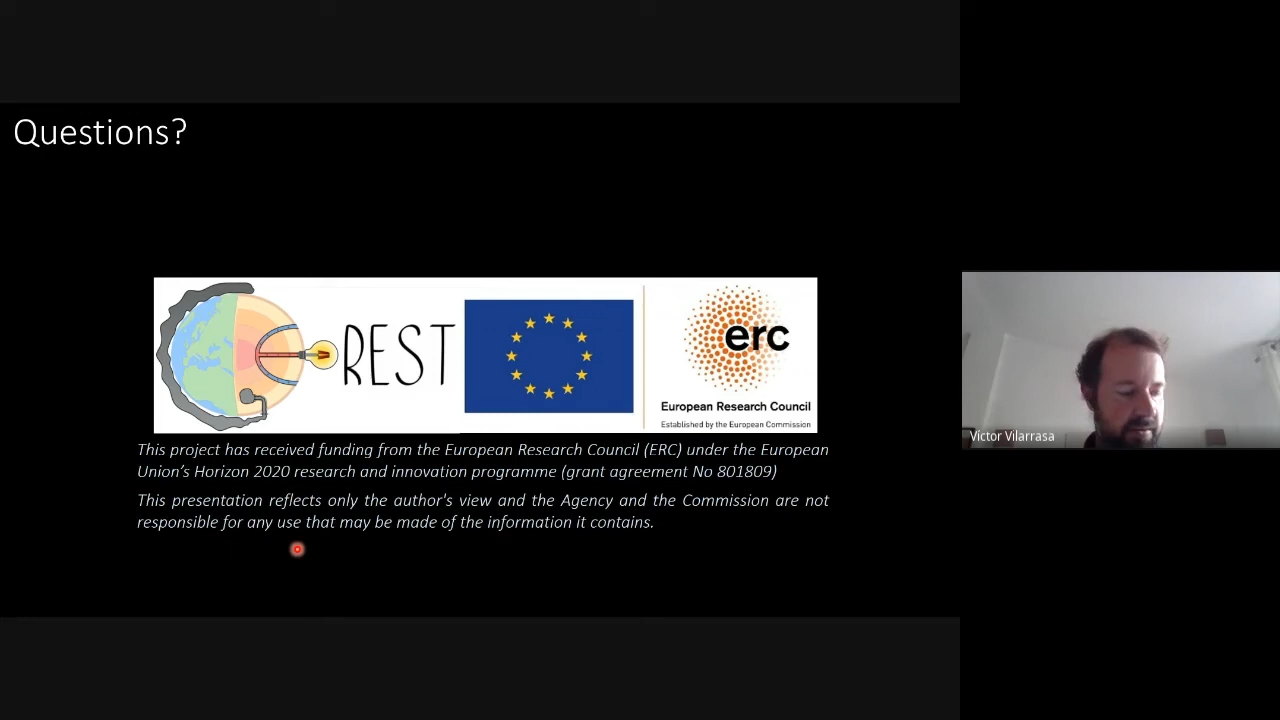 Questions?
REST
erc
European Research Council
Established by the European Commission
This project has received funding from the European Research Council (ERC) under the European
Union’s Horizon 2020 research and innovation programme (grant agreement No 801809)
This presentation reflects only the author's view and the Agency and the Commission are not
responsible for any use that may be made of the information it contains.
Víctor Vilarrasa